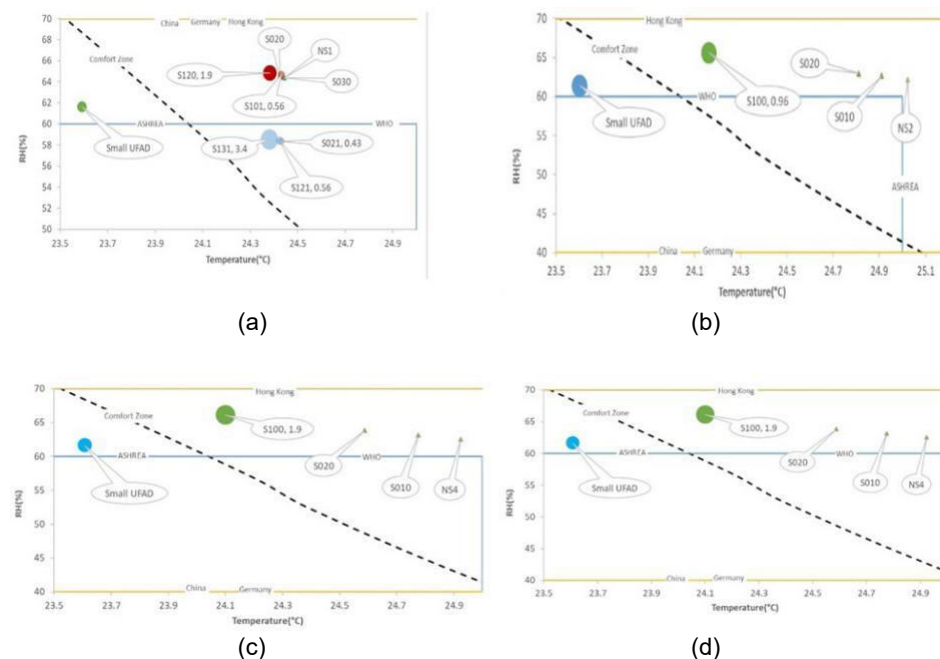 China Germany Hong Kong
Comfort Zone
S020
NS1
S120, 1.9
S101, 0.56
S030
Small UFAD
ASHREA
WHO
S131, 3.4
S021, 0.43
S121, 0.56
RH(%)
70
68
66
64
62
60
58
56
54
52
50
23.5 23.7 23.9 24.1 24.3 24.5 24.7 24.9
Temperature(°C)
(a)
Hong Kong
Comfort Zone
S020
WHO
S100, 0.96
S010
NS2
Small UFAD
ASHREA
RH(%)
70
65
60
55
50
45
40
China Germany
23.5 23.7 23.9 24.1 24.3 24.5 24.7 24.9 25.1
Temperature(°C)
(b)
Hong Kong
Comfort Zone
S100, 1.9
ASHREA
WHO
S020
S010
NS4
Small UFAD
RH(%)
70
65
60
55
50
45
40
China Germany
23.5 23.7 23.9 24.1 24.3 24.5 24.7 24.9
Temperature(°C)
(c)
Hong Kong
Comfort Zone
S100, 1.9
ASHREA
WHO
S020
S010
NS4
Small UFAD
RH(%)
70
65
60
55
50
45
40
China Germany
23.5 23.7 23.9 24.1 24.3 24.5 24.7 24.9
Temperature(°C)
(d)